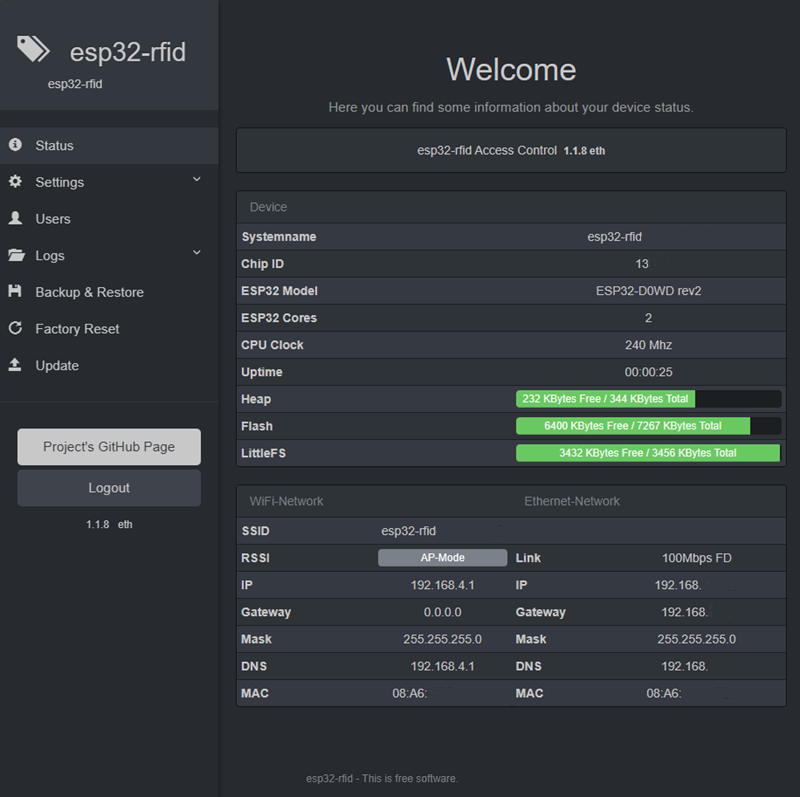 esp32-rfid
esp32-rfid
Status
Settings
Users
Logs
Backup & Restore
Factory Reset
Update
Project's GitHub Page
Logout
1.1.8 eth
Welcome
Here you can find some information about your device status.
esp32-rfid Access Control 1.1.8 eth
Device
Systemname esp32-rfid
Chip ID 13
ESP32 Model ESP32-D0WD rev2
ESP32 Cores 2
CPU Clock 240 Mhz
Uptime 00:00:25
Heap 232 KBytes Free / 344 KBytes Total
Flash 6400 KBytes Free / 7267 KBytes Total
LittleFS 3432 KBytes Free / 3456 KBytes Total
WiFi-Network Ethernet-Network
SSID esp32-rfid
RSSI AP-Mode Link 100Mbps FD
IP 192.168.4.1 IP 192.168.
Gateway 0.0.0.0 Gateway 192.168.
Mask 255.255.255.0 Mask 255.255.255.0
DNS 192.168.4.1 DNS 192.168.
MAC 08:A6: MAC 08:A6:
esp32-rfid - This is free software.